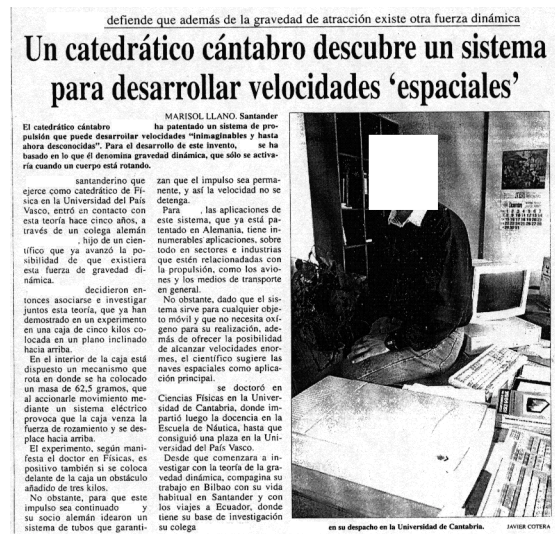 defiende que además de la gravedad de atracción existe otra fuerza dinámica
Un catedrático cántabro descubre un sistema
para desarrollar velocidades ‘espaciales’
MARISOL LLANO. Santander
El catedrático cántabro ha patentado un sistema de pro-
pulsión que puede desarrollar velocidades "inimaginables y hasta
ahora desconocidas". Para el desarrollo de este invento, se ha
basado en lo que él denomina gravedad dinámica, que sólo se activa-
ría cuando un cuerpo está rotando.
santanderino que
ejerce como catedrático de Fí-
sica en la Universidad del País
Vasco, entró en contacto con
esta teoría hace cinco años, a
través de un colega alemán
, hijo de un cien-
tífico que ya avanzó la po-
sibilidad de que existiera
esta fuerza de gravedad di-
námica.
decidieron en-
tonces asociarse e investigar
juntos esta teoría, que ya han
demostrado en un experimento
en una caja de cinco kilos co-
locada en un plano inclinado
hacia arriba.
En el interior de la caja está
dispuesto un mecanismo que
rota en donde se ha colocado
un masa de 62,5 gramos, que
al accionarle movimiento me-
diante un sistema eléctrico
provoca que la caja venza la
fuerza de rozamiento y se des-
place hacia arriba.
El experimento, según mani-
fiesta el doctor en Físicas, es
positivo también si se coloca
delante de la caja un obstáculo
añadido de tres kilos.
No obstante, para que este
impulso sea continuado y
su socio alemán idearon un
sistema de tubos que garanti-
zan que el impulso sea perma-
nente, y así la velocidad no se
detenga.
Para , las aplicaciones de
este sistema, que ya está pa-
tentado en Alemania, tiene in-
numerables aplicaciones, sobre
todo en sectores e industrias
que estén relacionadadas con
la propulsión, como los avio-
nes y los medios de transporte
en general.
No obstante, dado que el sis-
tema sirve para cualquier obje-
to móvil y que no necesita oxí-
geno para su realización, ade-
más de ofrecer la posibilidad
de alcanzar velocidades enor-
mes, el científico sugiere las
naves espaciales como aplica-
ción principal.
se doctoró en
Ciencias Físicas en la Univer-
sidad de Cantabria, donde im-
partió luego la docencia en la
Escuela de Náutica, hasta que
consiguió una plaza en la Uni-
versidad del País Vasco.
Desde que comenzara a in-
vestigar con la teoría de la gra-
vedad dinámica, compagina su
trabajo en Bilbao con su vida
habitual en Santander y con
los viajes a Ecuador, donde
tiene su base de investigación
su colega
en su despacho en la Universidad de Cantabria.
JAVIER COTERA